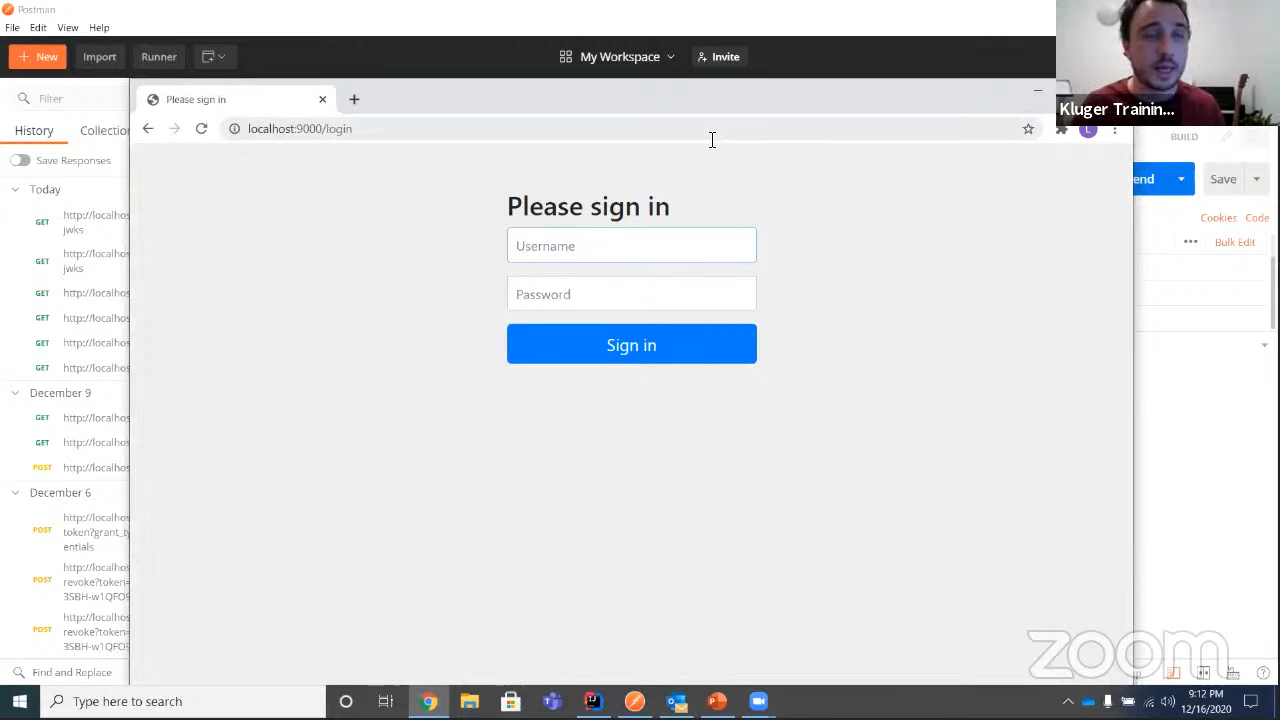 Postman
File Edit View Help
New
Import
Runner
My Workspace
Invite
Kluger Trainin...
Filter
Please sign in
History
Collection
localhost:9000/login
BUILD
Save Responses
end
Save
Today
Cookies Code
GET http://localhos
jwks
Bulk Edit
GET http://localhos
jwks
GET http://localhos
GET http://localhos
GET http://localhos
GET http://localhos
December 9
GET http://localhos
GET http://localhos
POST http://localhos
December 6
POST http://localhos
token?grant_ty
entials
POST http://localhos
revoke?token=
3SBH-w1QFO9
POST http://localhos
revoke?token=
3SBH-w1QFO9
Find and Replace
Please sign in
Username
Password
Sign in
zoom
Type here to search
9:12 PM
12/16/2020